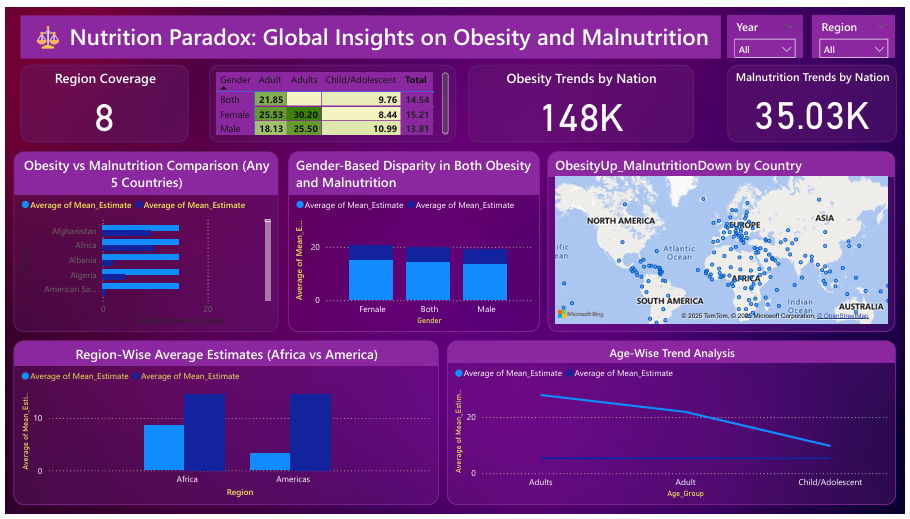 Nutrition Paradox: Global Insights on Obesity and Malnutrition
Year
All
Region
All
Region Coverage
8
Gender Adult Adults Child/Adolescent Total
Both 21.85 9.76 14.54
Female 25.53 30.20 8.44 15.21
Male 18.13 25.50 10.99 13.81
Obesity Trends by Nation
148K
Malnutrition Trends by Nation
35.03K
Obesity vs Malnutrition Comparison (Any
5 Countries)
Average of Mean_Estimate Average of Mean_Estimate
Afghanistan
Africa
Albania
Algeria
American Sa...
0 20
Gender-Based Disparity in Both Obesity
and Malnutrition
Average of Mean_Estimate Average of Mean_Estimate
Average of Mean_E...
20
0
Female Both Male
Gender
ObesityUp_MalnutritionDown by Country
NORTH AMERICA
EUROPE
ASIA
Atlantic
Ocean
cific
ean
AFRICA
SOUTH AMERICA
Indian
Ocean
AUSTRALIA
Microsoft Bing
© 2025 TomTom, © 2025 Microsoft Corporation, © OpenStreetMap
Region-Wise Average Estimates (Africa vs America)
Average of Mean_Estimate Average of Mean_Estimate
Average of Mean_Esti...
10
0
Africa Americas
Region
Age-Wise Trend Analysis
Average of Mean_Estimate Average of Mean_Estimate
Average of Mean_Estim...
20
0
Adults Adult Child/Adolescent
Age_Group